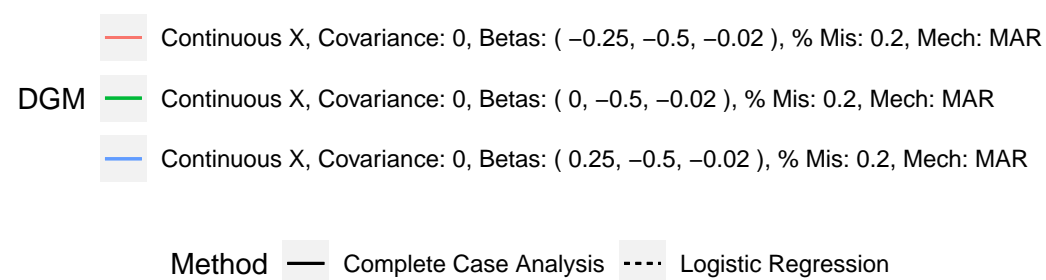 Continuous X, Covariance: 0, Betas: ( −0.25, −0.5, −0.02 ), % Mis: 0.2, Mech: MAR
DGM Continuous X, Covariance: 0, Betas: ( 0, −0.5, −0.02 ), % Mis: 0.2, Mech: MAR
Continuous X, Covariance: 0, Betas: ( 0.25, −0.5, −0.02 ), % Mis: 0.2, Mech: MAR
Method Complete Case Analysis Logistic Regression